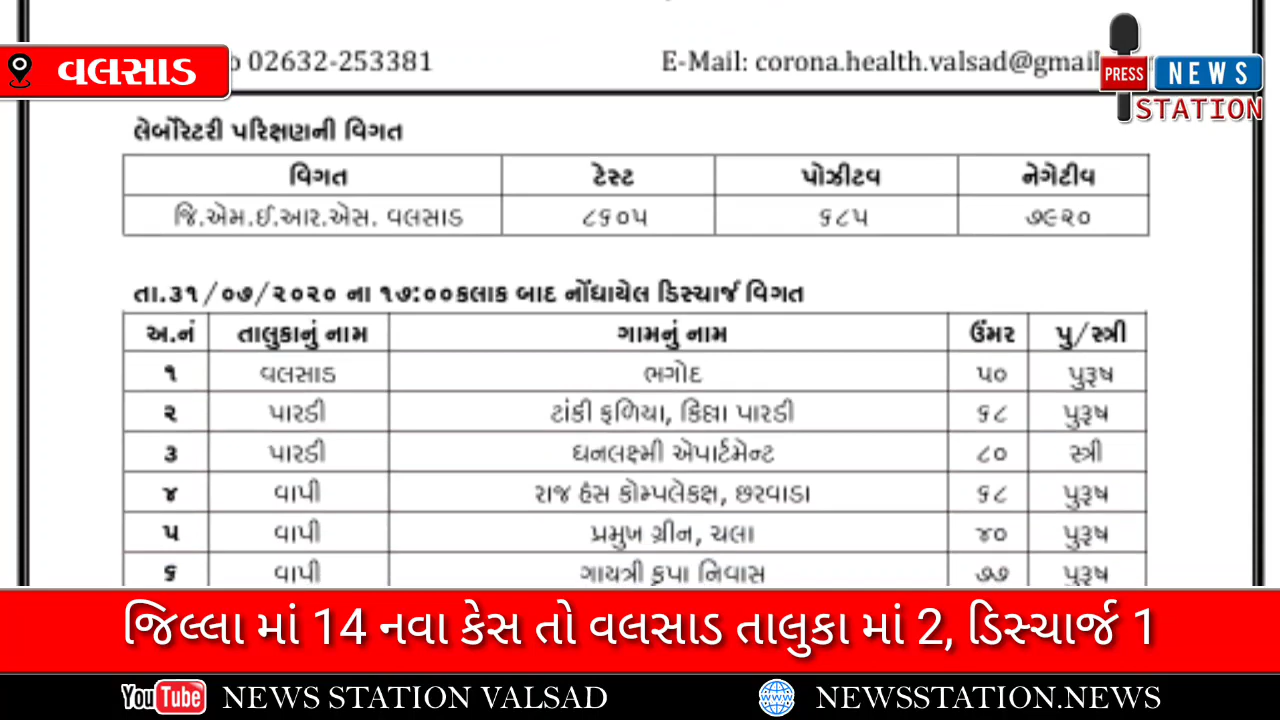 વલસાડ
02632-253381 E-Mail: corona.health.valsad@gmail.
PRESS NEWS STATION
લેબોરેટરી પરિક્ષણની વિગત
વિગત ટેસ્ટ પોઝીટવ નેગેટીવ
જિ.એમ.ઈ.આર.એસ. વલસાડ ૮૬૦૫ ૬૮૫ ૭૯૨૦
તા.૩૧/૦૭/૨૦૨૦ ના ૧૭:૦૦કલાક બાદ નોંધાયેલ ડિસ્ચાર્જ વિગત
અ.નં તાલુકાનું નામ ગામનું નામ ઉંમર પુ/સ્ત્રી
૧ વલસાડ ભગોદ ૫૦ પુરૂષ
૨ પારડી ટાંકી ફળિયા, કિલ્લા પારડી ૬૮ પુરૂષ
૩ પારડી ધનલક્ષ્મી એપાર્ટમેન્ટ ૮૦ સ્ત્રી
૪ વાપી રાજ હંસ કોમ્પલેકક્ષ, છરવાડા ૬૮ પુરૂષ
૫ વાપી પ્રમુખ ગ્રીન, ચલા ૪૦ પુરૂષ
૬ વાપી ગાયત્રી કૃપા નિવાસ ૭૭ પુરૂષ
જિલ્લા માં 14 નવા કેસ તો વલસાડ તાલુકા માં 2, ડિસ્ચાર્જ 1
YouTube NEWS STATION VALSAD NEWSSTATION.NEWS